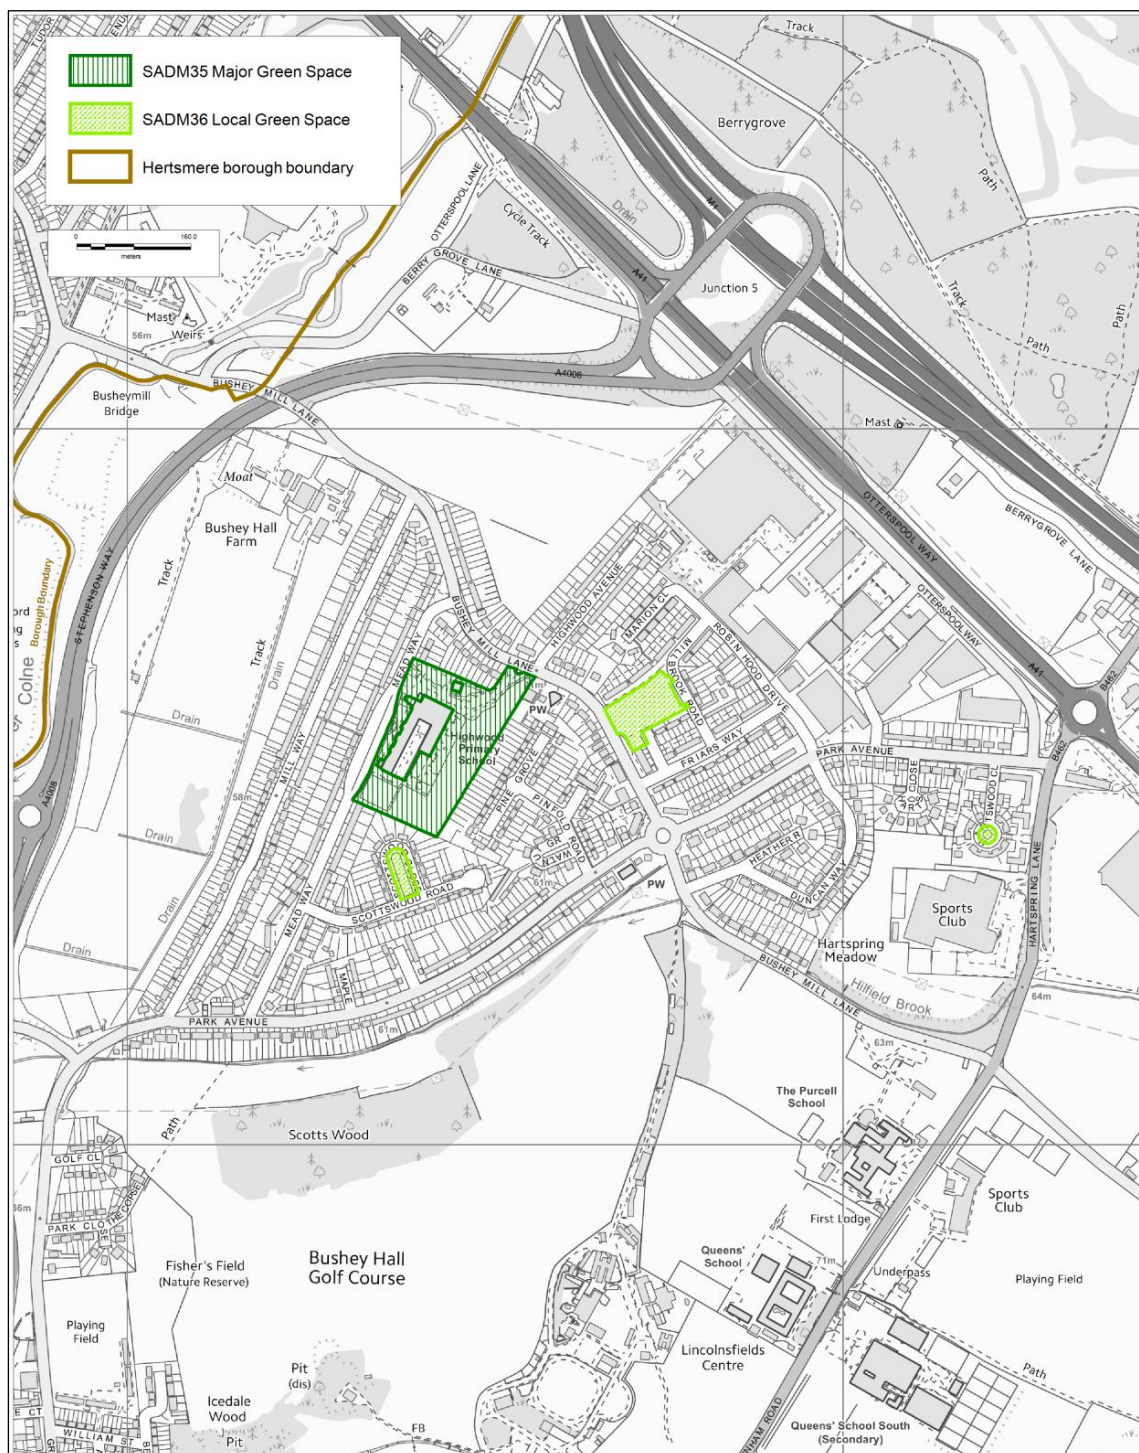 SADM35 Major Green Space
SADM36 Local Green Space
Hertsmere borough boundary
0
160.0
meters
TUDOR
AVENUE
Track
Berrygrove
Path
M1
Drain
Cycle Track
OTTERSPOOL LANE
BERRY GROVE LANE
A41
Junction 5
Track
Path
Path
Mast
Weirs
56m
A4008
BUSHEY MILL LANE
Busheymill
Bridge
Mast
Moat
Bushey Hall
Farm
Track
STEPHENSON WAY
Borough Boundary
Colne
OTTERSPOOL WAY
BERRYGROVE LANE
OTTERSPOOLWAY
A41
B462
B462
HIGHWOOD AVENUE
MARION CL
MILL
BROOK ROAD
ROBIN HOOD DRIVE
BUSHEY MILL LANE
MEAD WAY
Track
Drain
Drain
PW
Highwood
Primary
School
FRIARS WAY
PARK AVENUE
MILL WAY
58m
A4008
Drain
PINE GROVE
PINFOLD ROAD
HEATHER R
DUNCAN WAY
61m
PW
SCOTTSWOOD ROAD
MEAD WAY
Drain
Drain
Sports
Club
HARTSPRING LANE
Hartspring
Meadow
BUSHEY MILL LANE
Hilfield Brook
64m
MAPLE
PARK AVENUE
61m
63m
The Purcell
School
Scotts Wood
Path
GOLF CL
THE COPSE
PARK CLOSE
First Lodge
Sports
Club
Queens'
School
71m
Underpass
Playing Field
Fisher's Field
(Nature Reserve)
Bushey Hall
Golf Course
Playing
Field
Lincolnsfields
Centre
Pit
(dis)
Path
Icedale
Wood
Pit
WILLIAM ST
FB
Queens' School South
(Secondary)